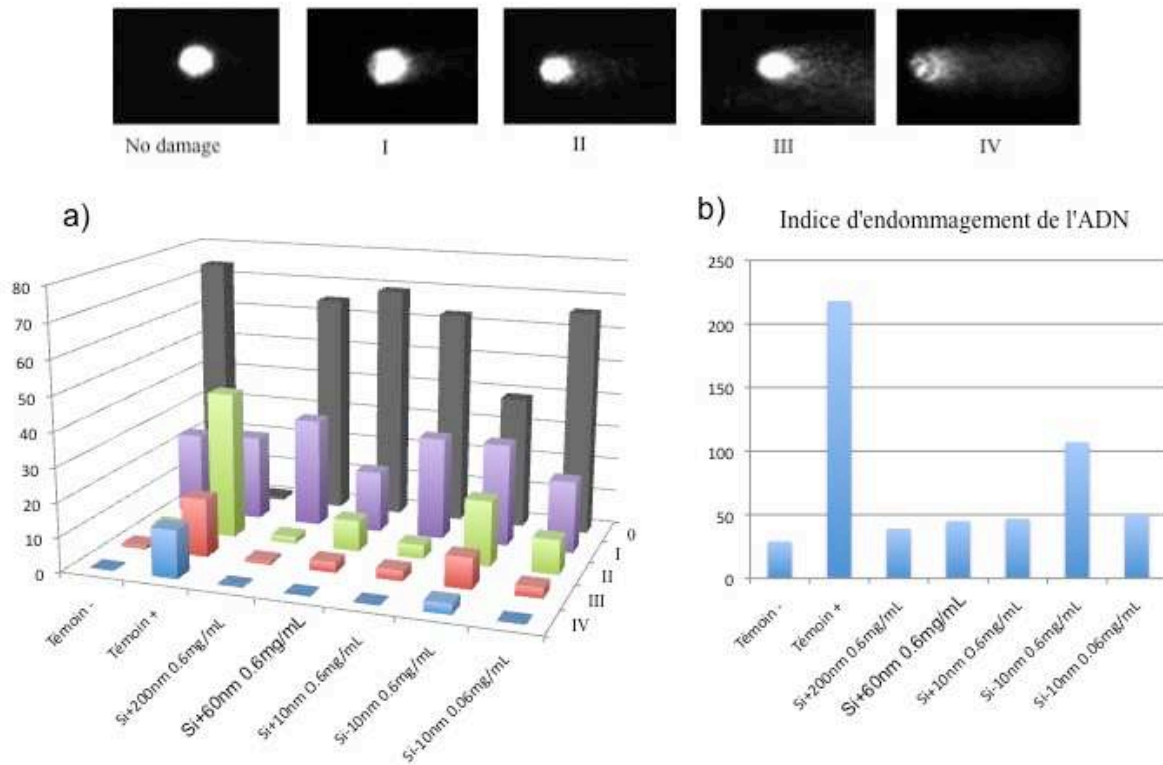 No damage
I
II
III
IV
a)
80
70
60
50
40
30
20
10
0
0
I
II
III
IV
Témoin -
Témoin +
Si+200nm 0.6mg/mL
Si+60nm 0.6mg/mL
Si+10nm 0.6mg/mL
Si-10nm 0.6mg/mL
Si-10nm 0.06mg/mL
b)
Indice d'endommagement de l'ADN
250
200
150
100
50
0
Témoin -
Témoin +
Si+200nm 0.6mg/mL
Si+60nm 0.6mg/mL
Si+10nm 0.6mg/mL
Si-10nm 0.6mg/mL
Si-10nm 0.06mg/mL